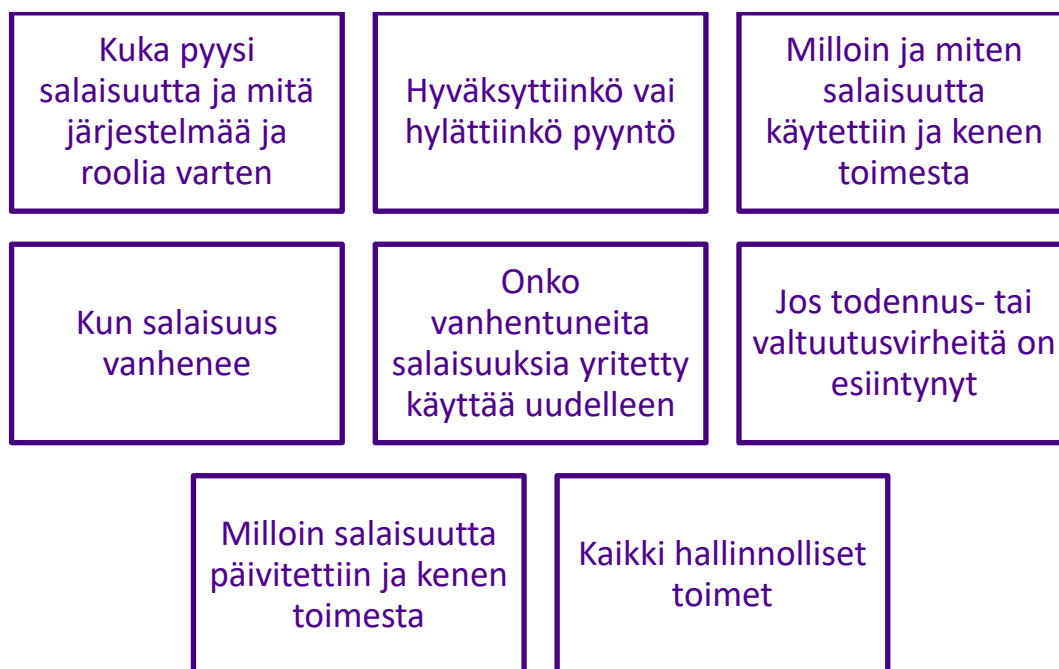 Kuka pyysi
salaisuutta ja mitä
järjestelmää ja
roolia varten
Hyväksyttiinkö vai
hylättiinkö pyyntö
Milloin ja miten
salaisuutta
käytettiin ja kenen
toimesta
Kun salaisuus
vanhenee
Onko
vanhentuneita
salaisuuksia yritetty
käyttää uudelleen
Jos todennus- tai
valtuutusvirheitä on
esiintynyt
Milloin salaisuutta
päivitettiin ja kenen
toimesta
Kaikki hallinnolliset
toimet